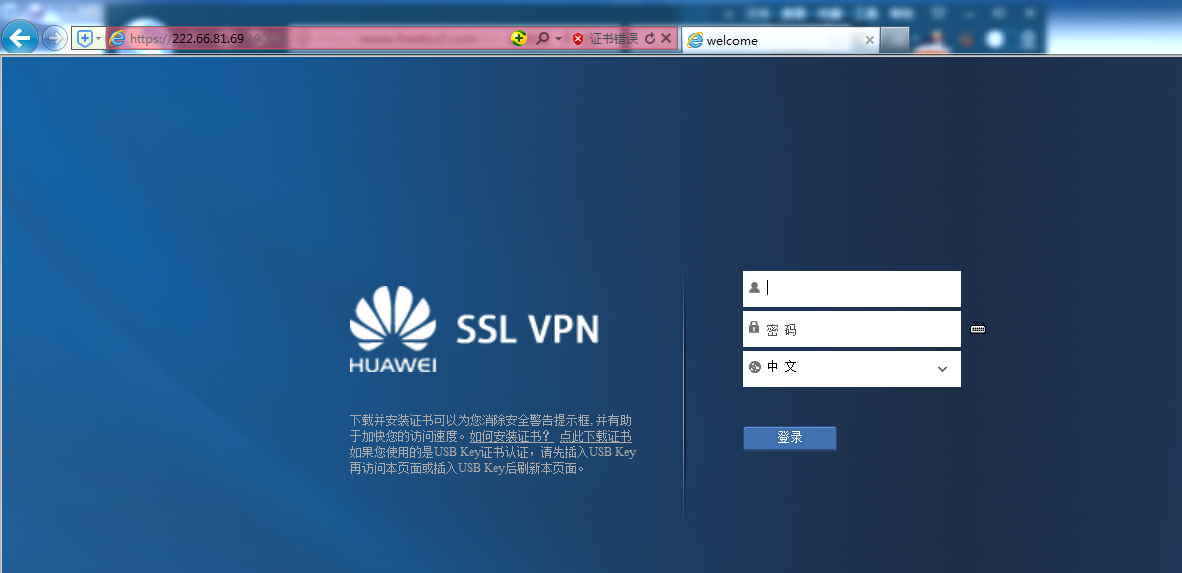 https://222.66.81.69
证书错误
welcome
HUAWEI
SSL VPN
下载并安装证书可以为您消除安全警告提示框,并有助
于加快您的访问速度。如何安装证书? 点此下载证书
如果您使用的是USB Key证书认证，请先插入USB Key
再访问本页面或插入USB Key后刷新本页面。
密 码
中 文
登录